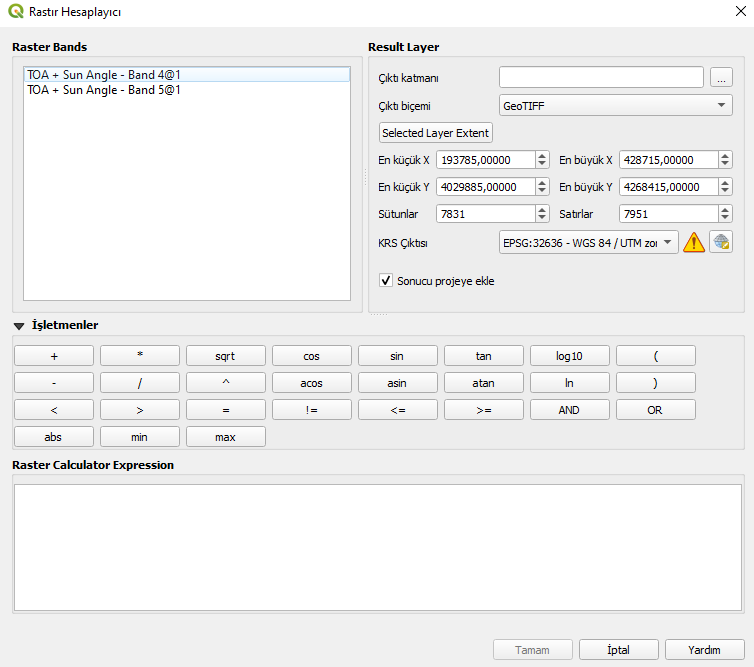 Rastır Hesaplayıcı
Raster Bands
TOA + Sun Angle - Band 4@1
TOA + Sun Angle - Band 5@1
Result Layer
Çıktı katmanı
...
Çıktı biçemi GeoTIFF
Selected Layer Extent
En küçük X 193785,00000 En büyük X 428715,00000
En küçük Y 4029885,00000 En büyük Y 4268415,00000
Sütunlar 7831 Satırlar 7951
KRS Çıktısı EPSG:32636 - WGS 84 / UTM zor
Sonucu projeye ekle
İşletmenler
+ * sqrt cos sin tan log10 (
- / ^ acos asin atan ln )
< > = != <= >= AND OR
abs min max
Raster Calculator Expression
Tamam İptal Yardım